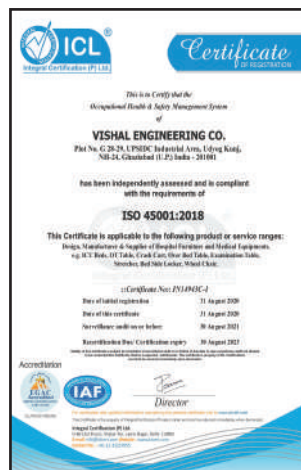 ICL
Integral Certification (P) Ltd.
Certificate
OF REGISTRATION
This is to Certify that the
Occupational Health & Safety Management System
of
VISHAL ENGINEERING CO.
Plot No. G 28-29, UPSIDC Industrial Area, Udyog Kunj,
NH-24, Ghaziabad (U.P.) India - 201001
has been independently assessed and is compliant
with the requirements of
ISO 45001:2018
This Certificate is applicable to the following product or service ranges:
Design, Manufacturer & Supplier of Hospital Furniture and Medical Equipments,
e.g. ICU Beds, OT Table, Crash Cart, Over Bed Table, Examination Table,
Stretcher, Bed Side Locker, Wheel Chair.
::Certificate No:: IN14943C-1
Date of initial registration 31 August 2020
Date of this certificate 31 August 2020
Surveillance audit on or before 30 August 2021
Recertification Due/ Certification expiry 30 August 2023
Accreditation
EGAC
IAF
Director
Integral Certification (P) Ltd